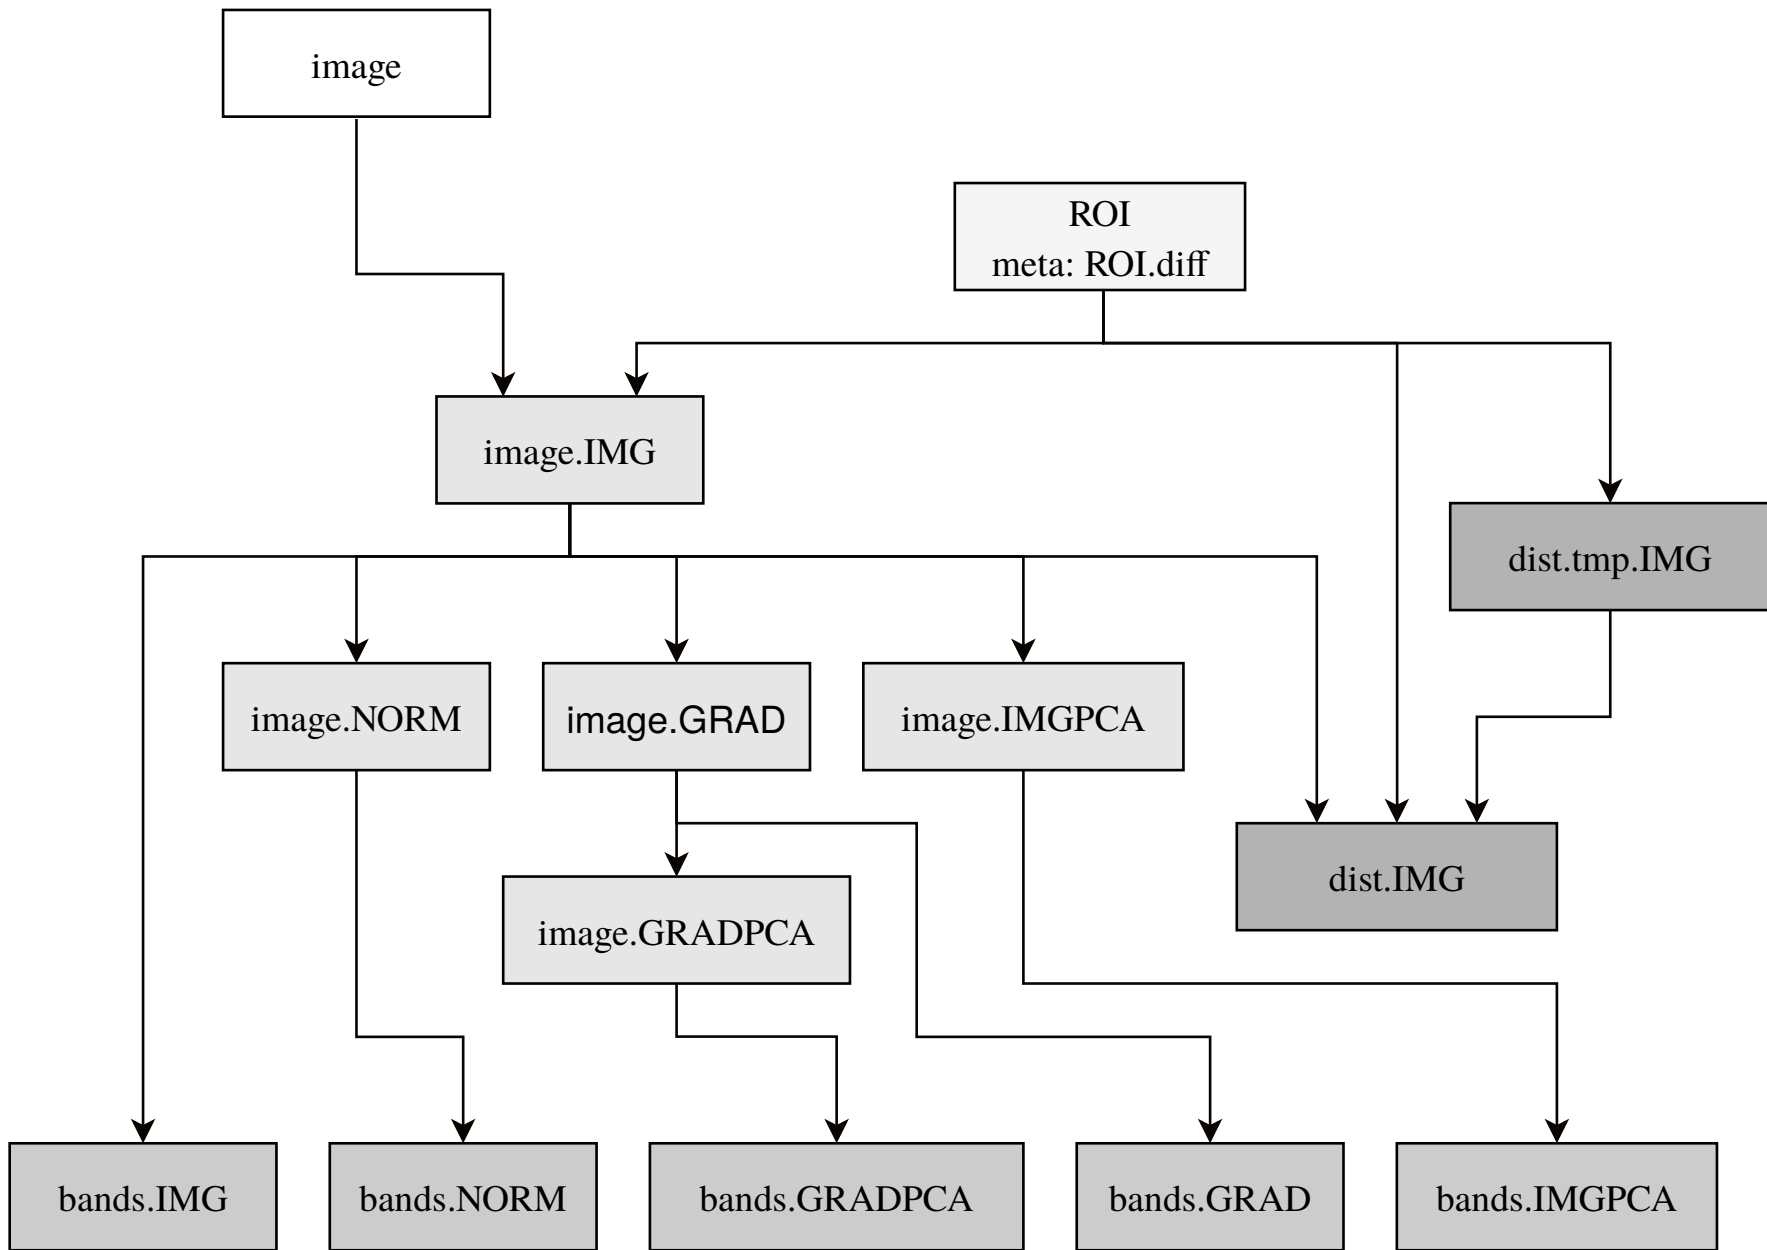 image
ROI
meta: ROI.diff
image.IMG
dist.tmp.IMG
image.NORM
image.GRAD
image.IMGPCA
dist.IMG
image.GRADPCA
bands.IMG
bands.NORM
bands.GRADPCA
bands.GRAD
bands.IMGPCA